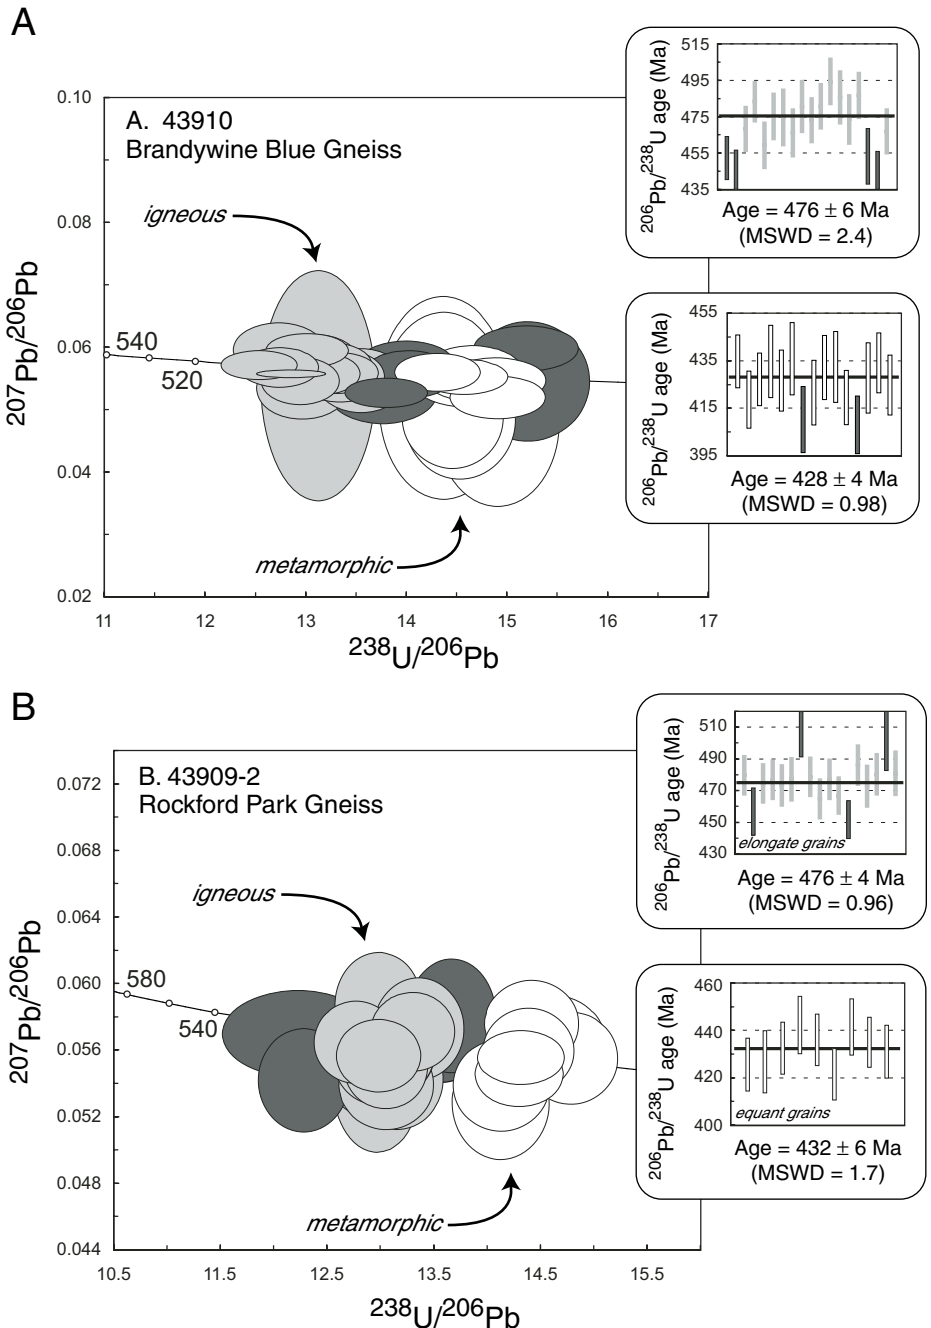 A
A. 43910
Brandywine Blue Gneiss
igneous
metamorphic
540
520
0.10
0.08
0.06
0.04
0.02
207Pb/206Pb
11
12
13
14
15
16
17
238U/206Pb
515
495
475
455
435
206Pb/238U age (Ma)
Age = 476 ± 6 Ma
(MSWD = 2.4)
455
435
415
395
206Pb/238U age (Ma)
Age = 428 ± 4 Ma
(MSWD = 0.98)
B
B. 43909-2
Rockford Park Gneiss
igneous
metamorphic
580
540
0.072
0.068
0.064
0.060
0.056
0.052
0.048
0.044
207Pb/206Pb
10.5
11.5
12.5
13.5
14.5
15.5
238U/206Pb
510
490
470
450
430
206Pb/238U age (Ma)
elongate grains
Age = 476 ± 4 Ma
(MSWD = 0.96)
460
440
420
400
206Pb/238U age (Ma)
equant grains
Age = 432 ± 6 Ma
(MSWD = 1.7)